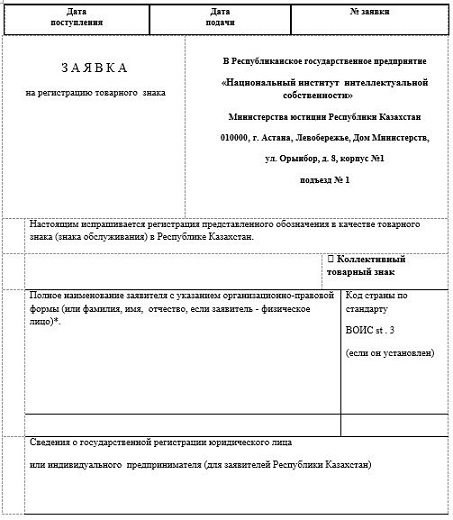 Дата
поступления
Дата
подачи
№ заявки
З А Я В К А
на регистрацию товарного знака
В Республиканское государственное предприятие
«Национальный институт интеллектуальной
собственности»
Министерства юстиции Республики Казахстан
010000, г. Астана, Левобережье, Дом Министерств,
ул. Орынбор, д. 8, корпус №1
подъезд № 1
Настоящим испрашивается регистрация представленного обозначения в качестве товарного
знака (знака обслуживания) в Республике Казахстан.
☐ Коллективный
товарный знак
Полное наименование заявителя с указанием организационно-правовой
формы (или фамилия, имя, отчество, если заявитель - физическое
лицо)*.
Код страны по
стандарту
ВОИС st . 3
(если он установлен)
Сведения о государственной регистрации юридического лица
или индивидуального предпринимателя (для заявителей Республики Казахстан)